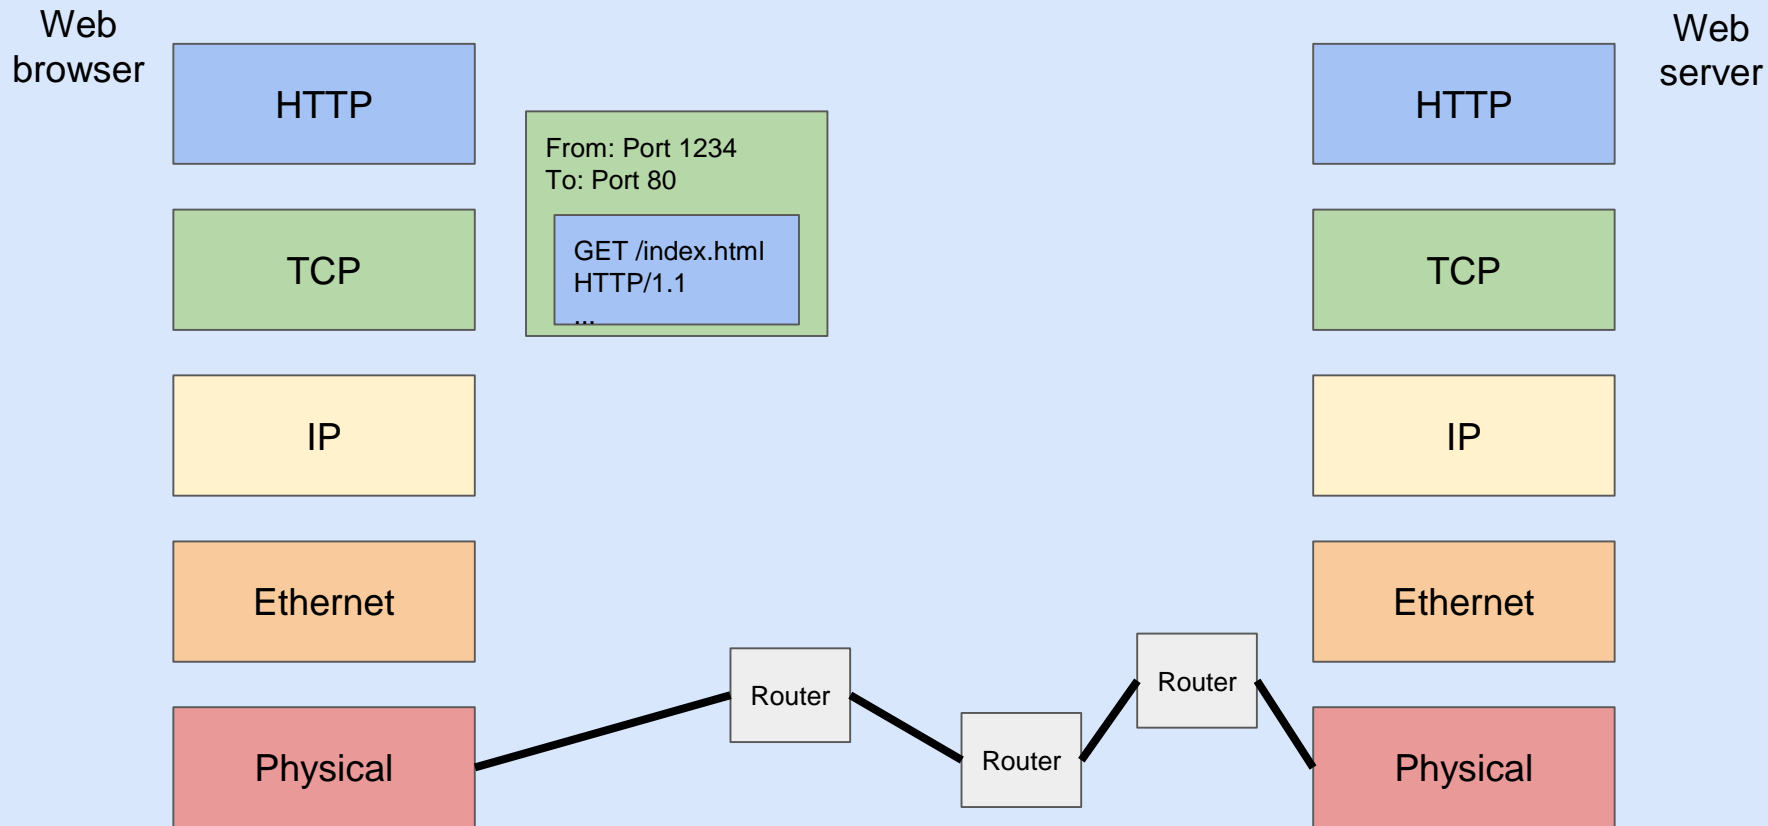 Web
browser
HTTP
TCP
IP
Ethernet
Physical
From: Port 1234
To: Port 80
GET /index.html
HTTP/1.1
...
Router
Router
Router
Web
server
HTTP
TCP
IP
Ethernet
Physical